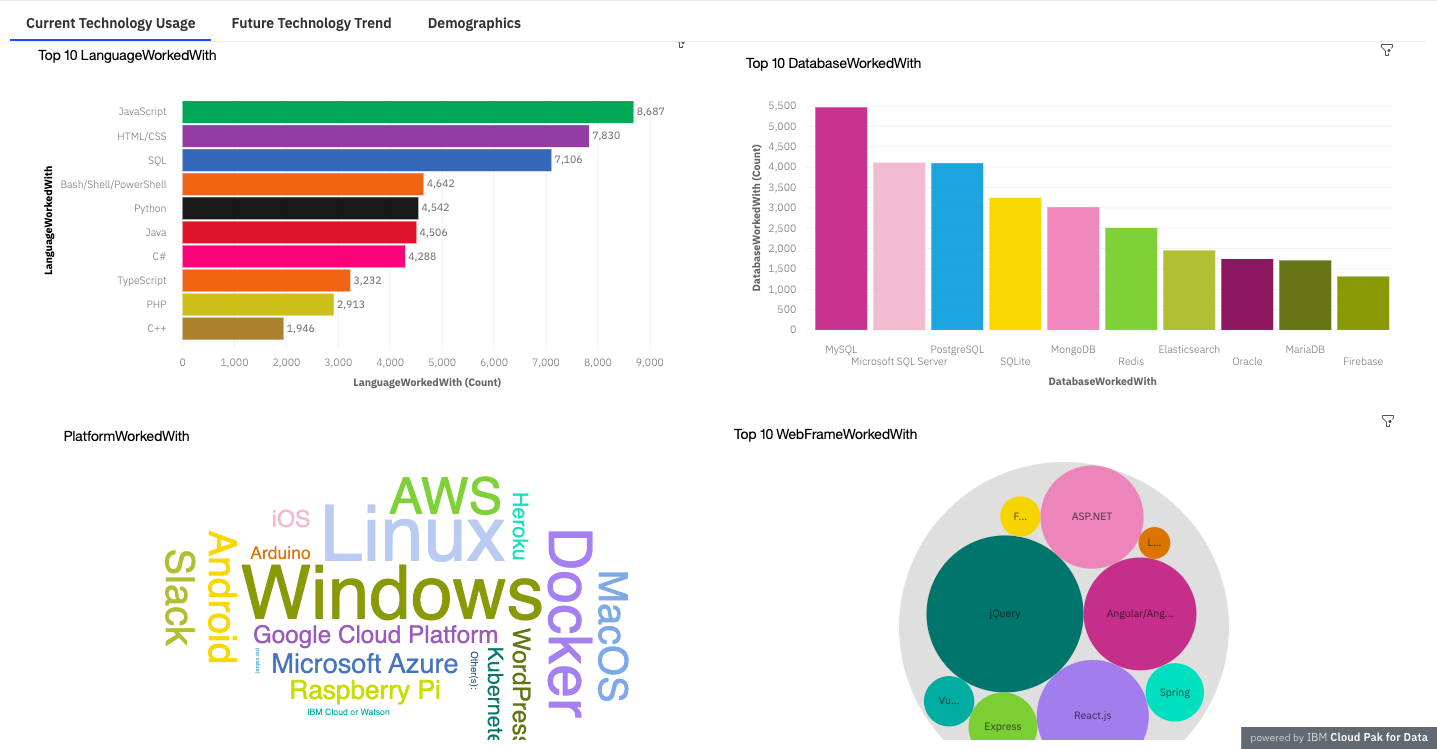 Current Technology Usage
Future Technology Trend
Demographics
Top 10 LanguageWorkedWith
LanguageWorkedWith
JavaScript
8,687
HTML/CSS
7,830
SQL
7,106
Bash/Shell/PowerShell
4,642
Python
4,542
Java
4,506
C#
4,288
TypeScript
3,232
PHP
2,913
C++
1,946
0 1,000 2,000 3,000 4,000 5,000 6,000 7,000 8,000 9,000
LanguageWorkedWith (Count)
Top 10 DatabaseWorkedWith
DatabaseWorkedWith (Count)
5,500
5,000
4,500
4,000
3,500
3,000
2,500
2,000
1,500
1,000
500
0
MySQL
Microsoft SQL Server
PostgreSQL
SQLite
MongoDB
Redis
Elasticsearch
Oracle
MariaDB
Firebase
DatabaseWorkedWith
PlatformWorkedWith
AWS
Heroku
iOS
Linux
Arduino
Android
Slack
Windows
Docker
MacOS
Google Cloud Platform
WordPress
(no value)
Microsoft Azure
Other(s):
Kubernete
Raspberry Pi
IBM Cloud or Watson
Top 10 WebFrameWorkedWith
F...
ASP.NET
L...
jQuery
Angular/Ang...
Vu...
Express
React.js
Spring
powered by IBM Cloud Pak for Data